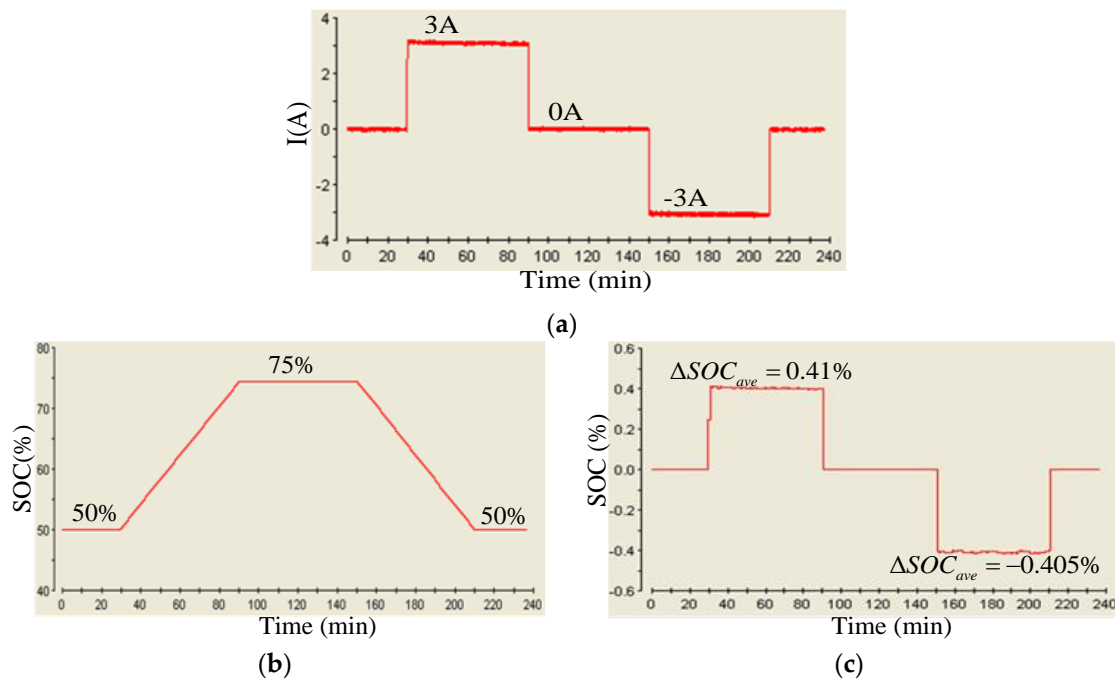 4
3A
2
I(A)
0
0A
-2
-3A
-4
0 20 40 60 80 100 120 140 160 180 200 220 240
Time (min)
(a)
80
75%
70
SOC(%)
60
50%
50%
50
40
0 20 40 60 80 100 120 140 160 180 200 220 240
Time (min)
(b)
0.6
ΔSOC_ave = 0.41%
0.4
0.2
SOC (%)
0.0
-0.2
-0.4
ΔSOC_ave = −0.405%
-0.6
0 20 40 60 80 100 120 140 160 180 200 220 240
Time (min)
(c)